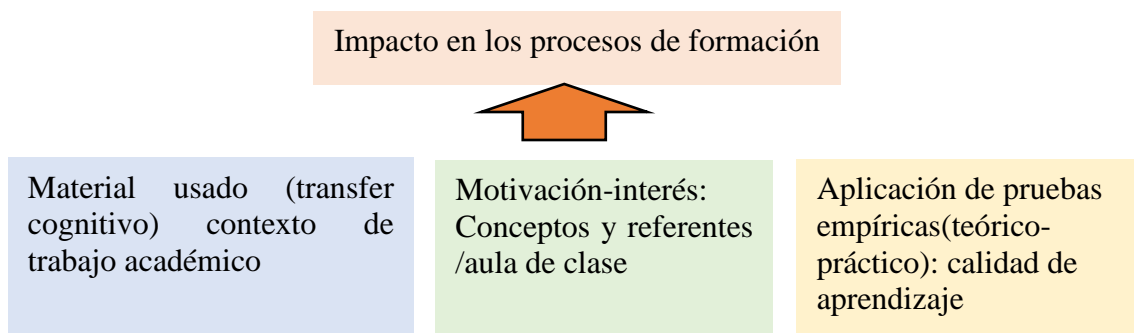 Impacto en los procesos de formación
Material usado (transfer
cognitivo) contexto de
trabajo académico
Motivación-interés:
Conceptos y referentes
/aula de clase
Aplicación de pruebas
empíricas(teórico-
práctico): calidad de
aprendizaje